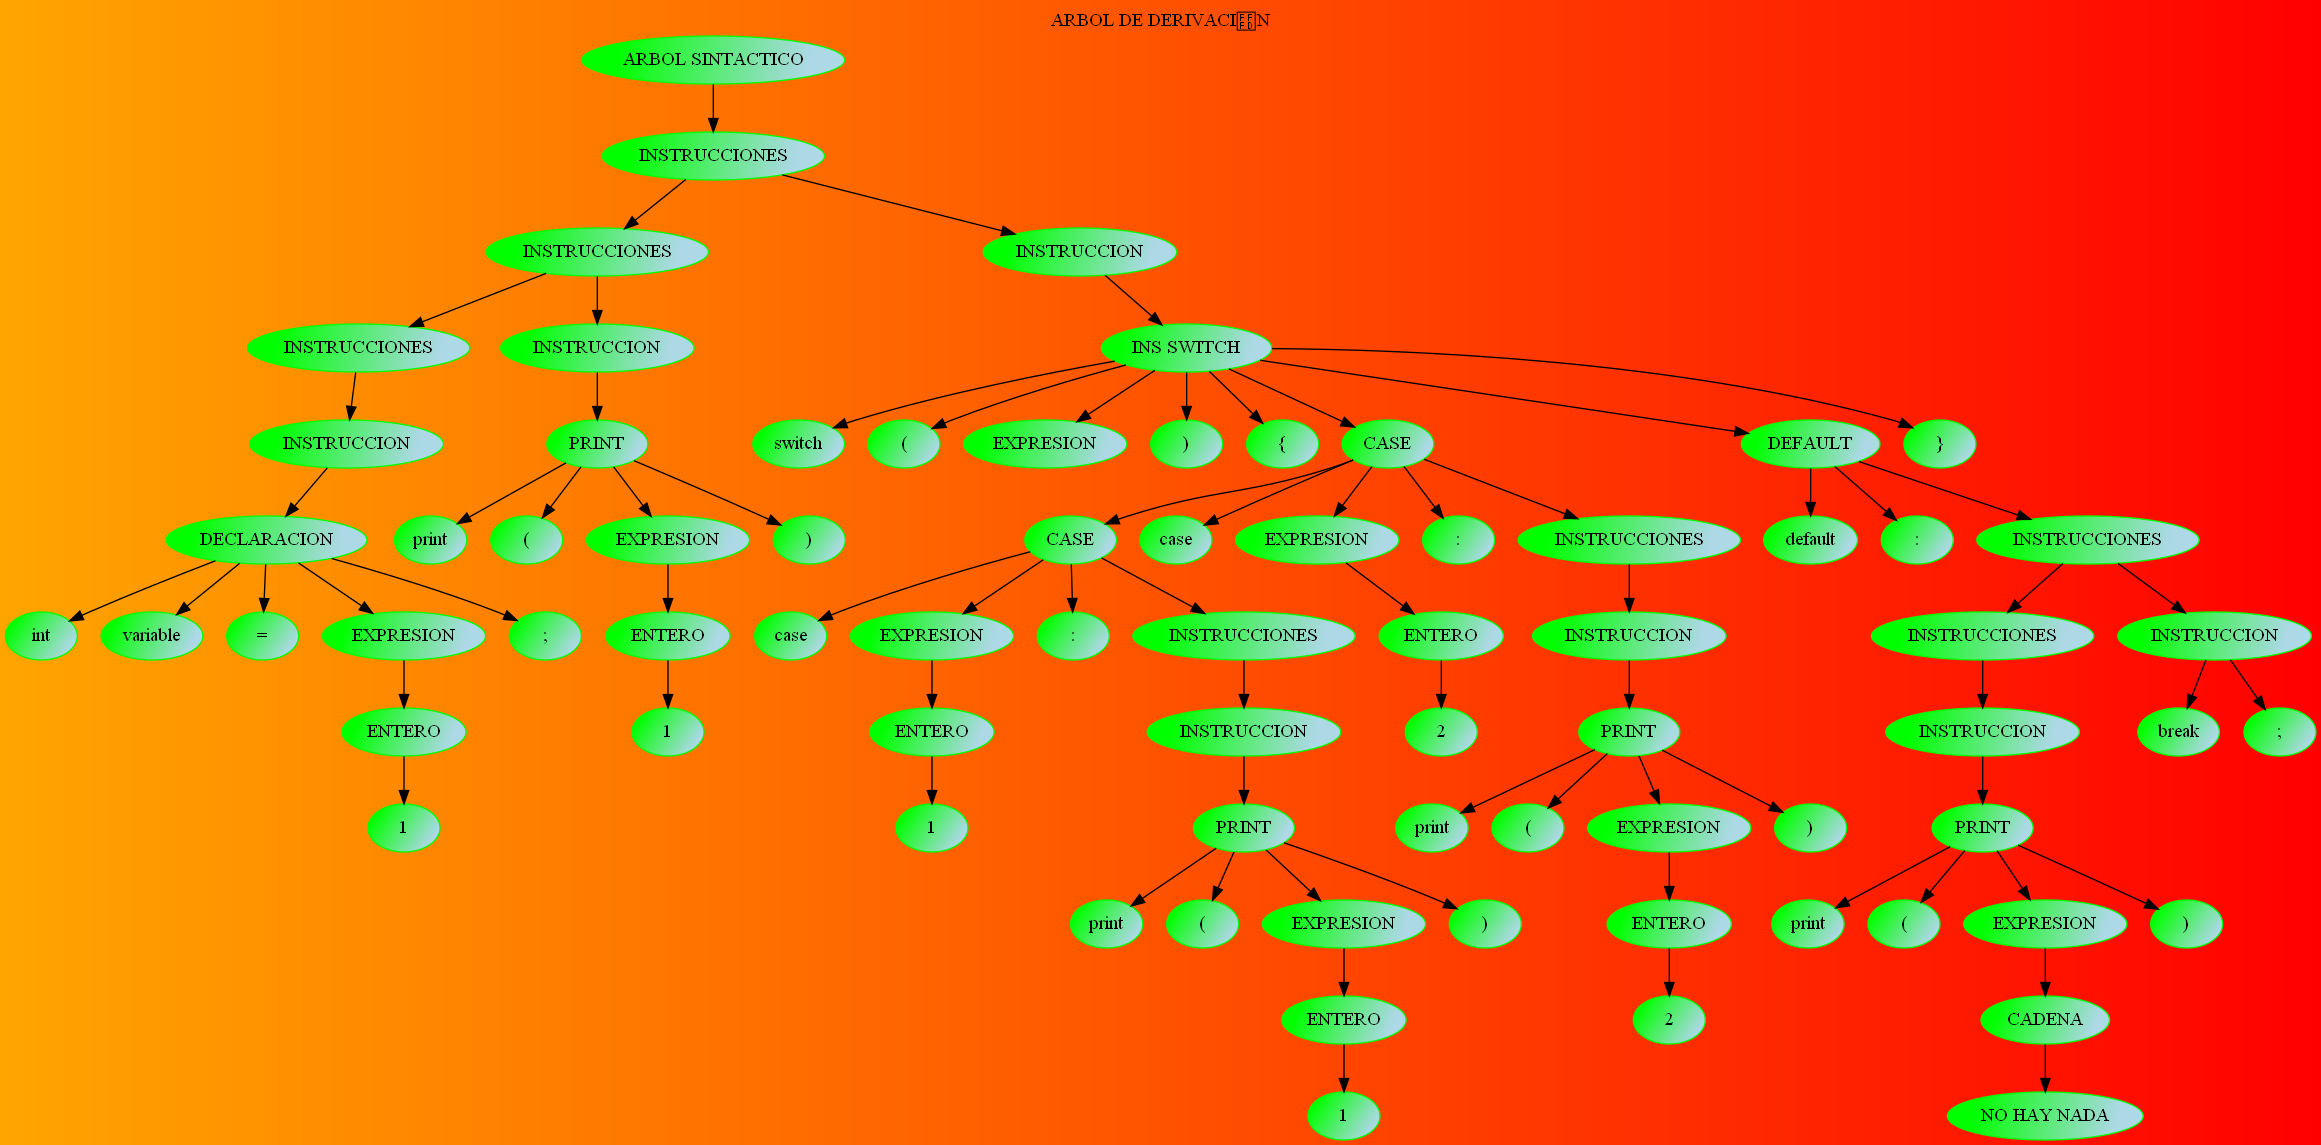 ARBOL DE DERIVACI�N
ARBOL SINTACTICO
INSTRUCCIONES
INSTRUCCIONES INSTRUCCION
INSTRUCCIONES INSTRUCCION INS SWITCH
INSTRUCCION PRINT switch ( EXPRESION ) { CASE DEFAULT }
DECLARACION print ( EXPRESION ) CASE case EXPRESION : INSTRUCCIONES default : INSTRUCCIONES
int variable = EXPRESION ; ENTERO case EXPRESION : INSTRUCCIONES ENTERO INSTRUCCION INSTRUCCIONES INSTRUCCION
ENTERO 1 ENTERO INSTRUCCION 2 PRINT INSTRUCCION break ;
1 1 PRINT print ( EXPRESION ) PRINT
print ( EXPRESION ) ENTERO print ( EXPRESION )
ENTERO 2 CADENA
1 NO HAY NADA